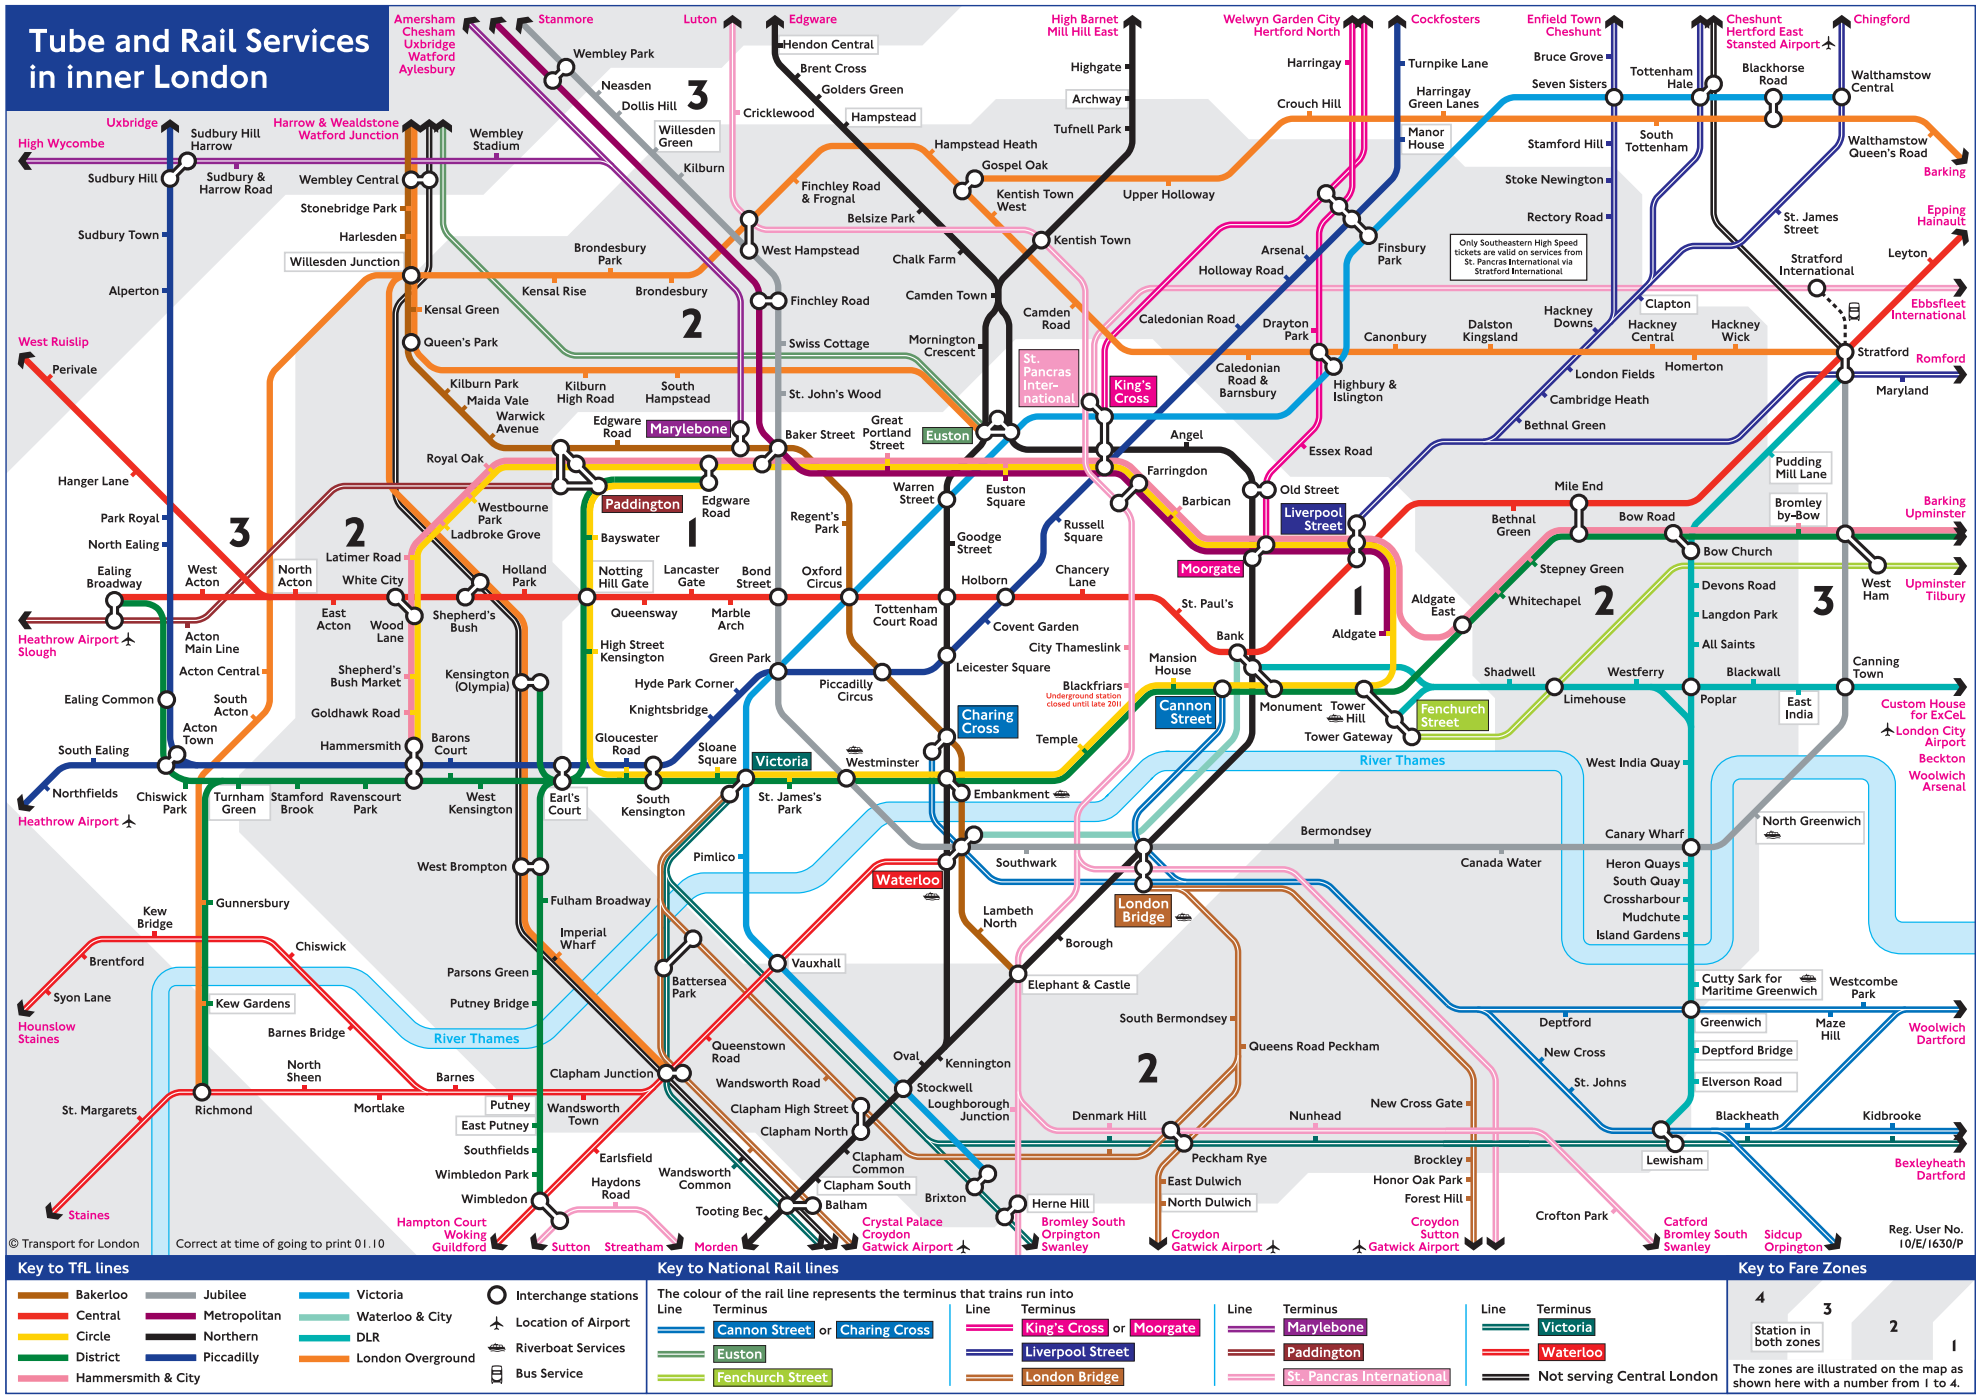 Tube and Rail Services
in inner London
Amersham
Chesham
Uxbridge
Watford
Aylesbury
Stanmore
Luton
Edgware
High Barnet
Mill Hill East
Welwyn Garden City
Hertford North
Cockfosters
Enfield Town
Cheshunt
Cheshunt
Hertford East
Stansted Airport
Chingford
Wembley Park
Neasden
Dollis Hill
3
Willesden
Green
Kilburn
Cricklewood
Hendon Central
Brent Cross
Golders Green
Hampstead
Belsize Park
Chalk Farm
Camden Town
Mornington
Crescent
Highgate
Archway
Tufnell Park
Kentish Town
Harringay
Crouch Hill
Turnpike Lane
Harringay
Green Lanes
Manor
House
Bruce Grove
Seven Sisters
Stamford Hill
Stoke Newington
Rectory Road
Tottenham
Hale
Blackhorse
Road
Walthamstow
Central
South
Tottenham
Walthamstow
Queen's Road
Barking
Epping
Hainault
Leyton
St. James
Street
Stratford
International
Only Southeastern High Speed
tickets are valid on services from
St. Pancras International via
Stratford International
Clapton
Hackney
Downs
Ebbsfleet
International
Uxbridge
High Wycombe
Sudbury Hill
Harrow
Sudbury Hill
Sudbury &
Harrow Road
Harrow & Wealdstone
Watford Junction
Wembley
Stadium
Wembley Central
Stonebridge Park
Harlesden
Willesden Junction
Kensal Green
Queen's Park
Sudbury Town
Alperton
West Ruislip
Perivale
Hanger Lane
Park Royal
North Ealing
Hampstead Heath
Gospel Oak
Kentish Town
West
Upper Holloway
Finchley Road
& Frognal
West Hampstead
Brondesbury
Park
Kensal Rise
Brondesbury
Finchley Road
2
Swiss Cottage
St. John's Wood
Kilburn Park
Maida Vale
Warwick
Avenue
Kilburn
High Road
South
Hampstead
Edgware
Road
Marylebone
Baker Street
Great
Portland
Street
Euston
Camden
Road
St.
Pancras
Inter-
national
King's
Cross
Arsenal
Holloway Road
Caledonian Road
Finsbury
Park
Drayton
Park
Caledonian
Road &
Barnsbury
Highbury &
Islington
Canonbury
Dalston
Kingsland
Hackney
Central
Hackney
Wick
Homerton
London Fields
Cambridge Heath
Bethnal Green
Stratford
Romford
Maryland
Angel
Essex Road
Old Street
Farringdon
Barbican
Liverpool
Street
Moorgate
Mile End
Bethnal
Green
Bow Road
Pudding
Mill Lane
Bromley
by-Bow
Bow Church
Barking
Upminster
West
Ham
Upminster
Tilbury
Stepney Green
Whitechapel
Devons Road
Langdon Park
All Saints
2
3
Royal Oak
Westbourne
Park
Ladbroke Grove
Latimer Road
Paddington
Edgware
Road
Regent's
Park
Warren
Street
Euston
Square
Russell
Square
Goodge
Street
3
2
1
Bayswater
Notting
Hill Gate
Queensway
Lancaster
Gate
Marble
Arch
Bond
Street
Oxford
Circus
Tottenham
Court Road
Holborn
Chancery
Lane
Covent Garden
St. Paul's
City Thameslink
Bank
1
Aldgate
East
Aldgate
Ealing
Broadway
West
Acton
North
Acton
East
Acton
White City
Wood
Lane
Holland
Park
Shepherd's
Bush
Heathrow Airport
Slough
Acton
Main Line
Acton Central
South
Acton
Ealing Common
Acton
Town
South Ealing
Northfields
Heathrow Airport
Shepherd's
Bush Market
Goldhawk Road
Hammersmith
Kensington
(Olympia)
High Street
Kensington
Green Park
Hyde Park Corner
Knightsbridge
Piccadilly
Circus
Leicester Square
Charing
Cross
Blackfriars
Underground station
closed until late 2011
Mansion
House
Cannon
Street
Monument
Tower
Hill
Fenchurch
Street
Tower Gateway
Temple
Shadwell
Limehouse
Westferry
Poplar
Blackwall
East
India
Canning
Town
Custom House
for ExCeL
London City
Airport
Beckton
Woolwich
Arsenal
Chiswick
Park
Turnham
Green
Stamford
Brook
Ravenscourt
Park
Barons
Court
West
Kensington
Earl's
Court
Gloucester
Road
South
Kensington
Sloane
Square
Victoria
St. James's
Park
Westminster
Embankment
River Thames
West India Quay
Canary Wharf
North Greenwich
Heron Quays
South Quay
Crossharbour
Mudchute
Island Gardens
Pimlico
Waterloo
Southwark
London
Bridge
Bermondsey
Canada Water
Lambeth
North
Borough
Elephant & Castle
Vauxhall
West Brompton
Fulham Broadway
Imperial
Wharf
Parsons Green
Putney Bridge
Battersea
Park
Gunnersbury
Kew Gardens
Kew
Bridge
Brentford
Syon Lane
Hounslow
Staines
Chiswick
Barnes Bridge
River Thames
North
Sheen
Mortlake
Barnes
Putney
Wandsworth
Town
Richmond
St. Margarets
Staines
East Putney
Southfields
Wimbledon Park
Wimbledon
Clapham Junction
Queenstown
Road
Wandsworth Road
Clapham High Street
Clapham North
Clapham
Common
Clapham South
Balham
Tooting Bec
Wandsworth
Common
Earlsfield
Haydons
Road
Oval
Kennington
Stockwell
Loughborough
Junction
Brixton
Herne Hill
South Bermondsey
Queens Road Peckham
2
Denmark Hill
Peckham Rye
East Dulwich
North Dulwich
Nunhead
New Cross Gate
Brockley
Honor Oak Park
Forest Hill
Crofton Park
Cutty Sark for
Maritime Greenwich
Greenwich
Westcombe
Park
Maze
Hill
Woolwich
Dartford
Deptford
New Cross
St. Johns
Deptford Bridge
Elverson Road
Lewisham
Blackheath
Kidbrooke
Bexleyheath
Dartford
Hampton Court
Woking
Guildford
Sutton
Streatham
Morden
Crystal Palace
Croydon
Gatwick Airport
Bromley South
Orpington
Swanley
Croydon
Gatwick Airport
Croydon
Sutton
Gatwick Airport
Catford
Bromley South
Swanley
Sidcup
Orpington
Reg. User No.
10/E/1630/P
© Transport for London
Correct at time of going to print 01.10
Key to TfL lines
Bakerloo
Central
Circle
District
Hammersmith & City
Jubilee
Metropolitan
Northern
Piccadilly
Victoria
Waterloo & City
DLR
London Overground
Interchange stations
Location of Airport
Riverboat Services
Bus Service
Key to National Rail lines
The colour of the rail line represents the terminus that trains run into
Line Terminus
Cannon Street or Charing Cross
Euston
Fenchurch Street
Line Terminus
King's Cross or Moorgate
Liverpool Street
London Bridge
Line Terminus
Marylebone
Paddington
St. Pancras International
Line Terminus
Victoria
Waterloo
Not serving Central London
Key to Fare Zones
4
3
2
1
Station in
both zones
The zones are illustrated on the map as
shown here with a number from 1 to 4.